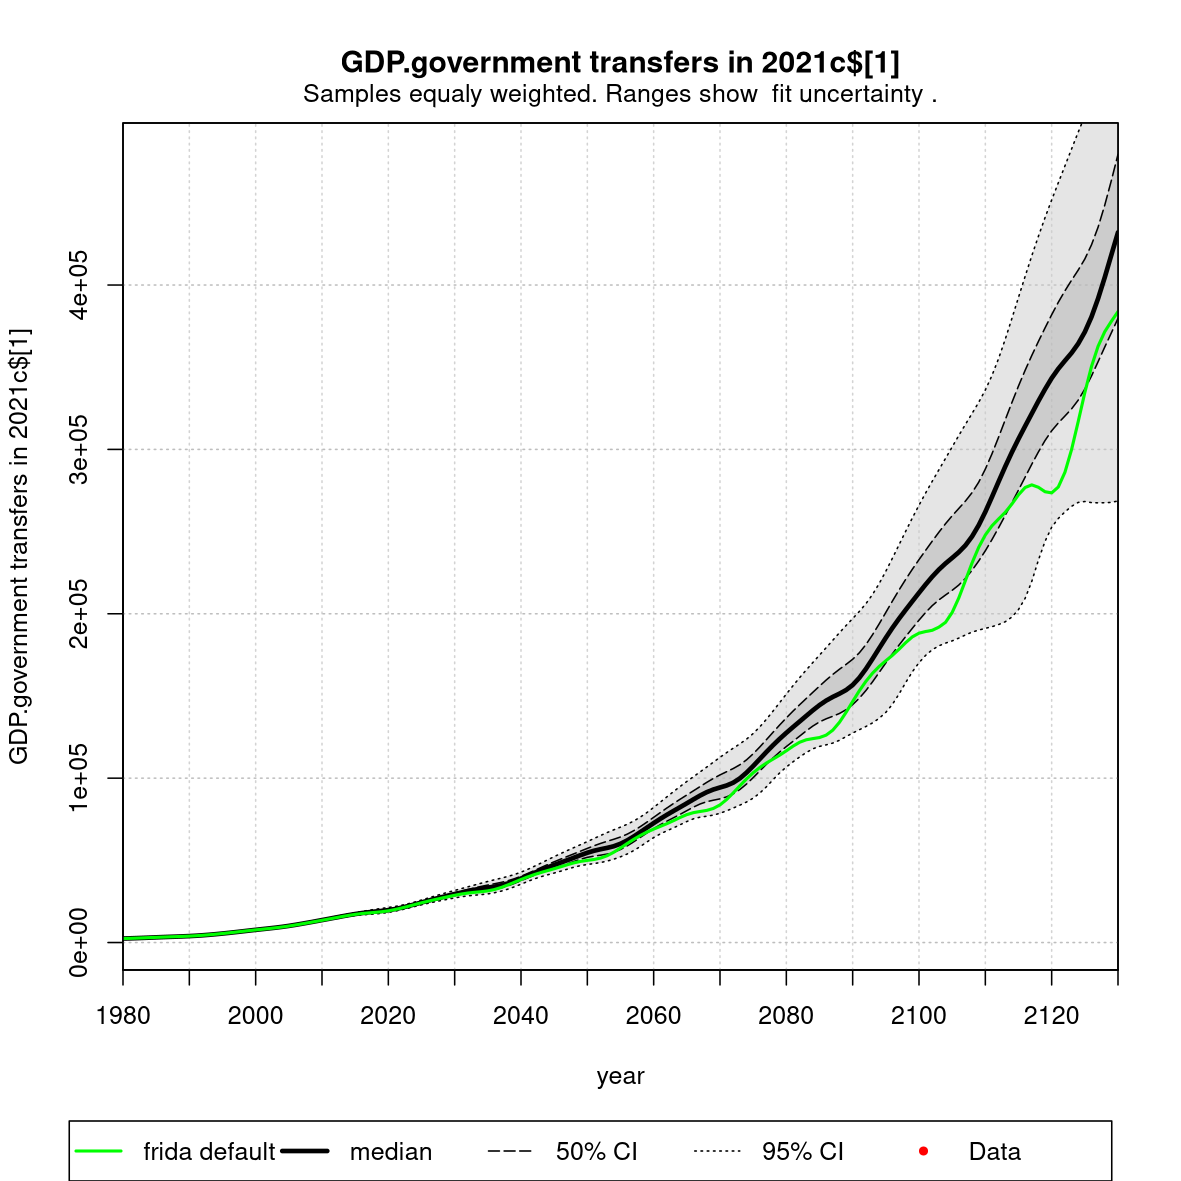 GDP.government transfers in 2021c$[1]
Samples equaly weighted. Ranges show  fit uncertainty .
GDP.government transfers in 2021c$[1]
4e+05
3e+05
2e+05
1e+05
0e+00
1980 2000 2020 2040 2060 2080 2100 2120
year
frida default median 50% CI 95% CI Data